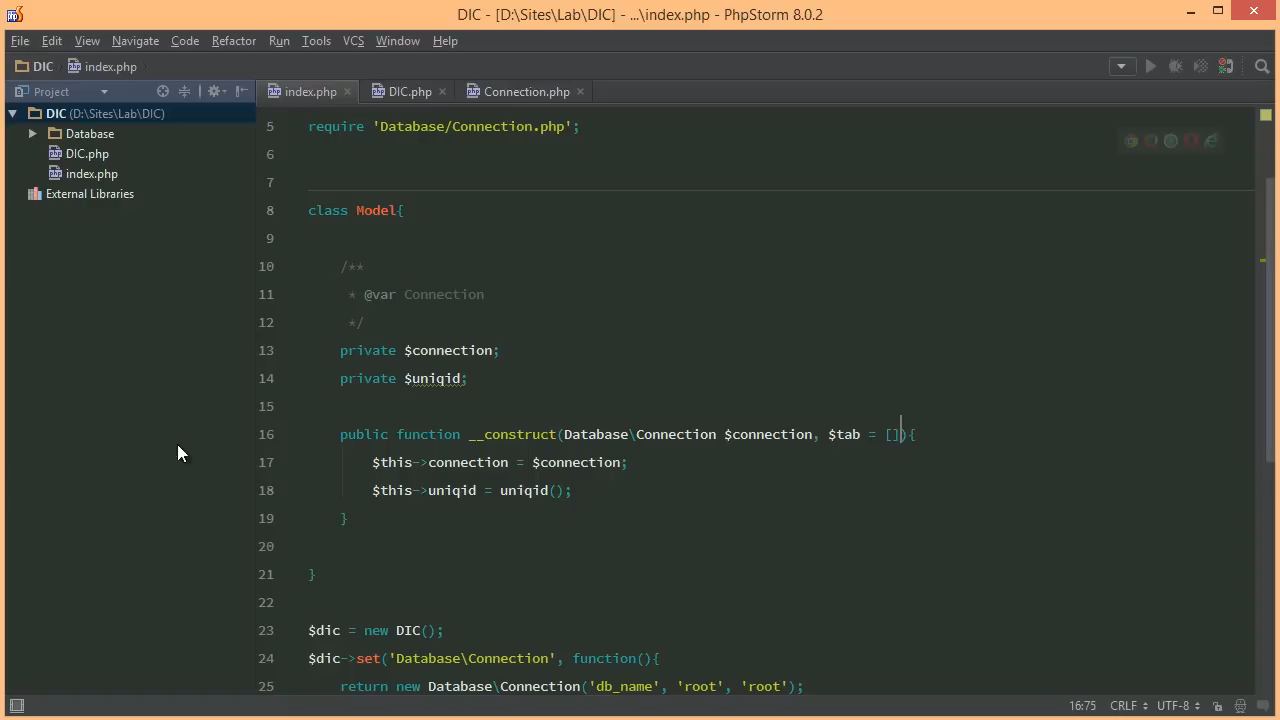 DIC - [D:\Sites\Lab\DIC] - ...\index.php - PhpStorm 8.0.2
File Edit View Navigate Code Refactor Run Tools VCS Window Help
DIC index.php
Project
index.php DIC.php Connection.php
DIC (D:\Sites\Lab\DIC)
Database
DIC.php
index.php
External Libraries
5 require 'Database/Connection.php';
6
7
8 class Model{
9
10 /**
11 * @var Connection
12 */
13 private $connection;
14 private $uniqid;
15
16 public function __construct(Database\Connection $connection, $tab = []){
17 $this->connection = $connection;
18 $this->uniqid = uniqid();
19 }
20
21 }
22
23 $dic = new DIC();
24 $dic->set('Database\Connection', function(){
25 return new Database\Connection('db_name', 'root', 'root');
16:75 CRLF UTF-8